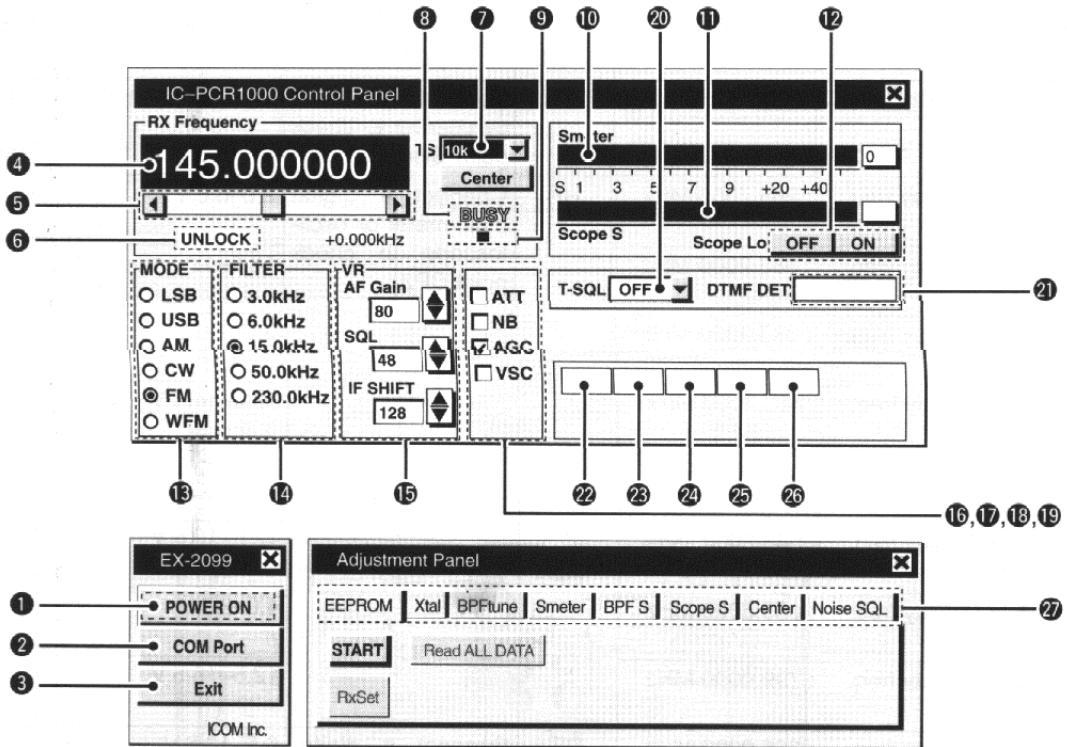 8 7 9 10 20 11 12
IC-PCR1000 Control Panel
RX Frequency
4 145.000000
TS 10k
Center
5
BUSY
6 UNLOCK +0.000kHz
Smeter
0
S 1 3 5 7 9 +20 +40
Scope S
Scope Lo OFF ON
MODE
LSB
USB
AM
CW
FM
WFM
FILTER
3.0kHz
6.0kHz
15.0kHz
50.0kHz
230.0kHz
VR
AF Gain
80
SQL
48
IF SHIFT
128
ATT
NB
AGC
VSC
T-SQL OFF DTMF DET 21
13 14 15 22 23 24 25 26
16,17,18,19
EX-2099
1 POWER ON
2 COM Port
3 Exit
ICOM Inc.
Adjustment Panel
EEPROM Xtal BPFtune Smeter BPF S Scope S Center Noise SQL 27
START Read ALL DATA
RxSet